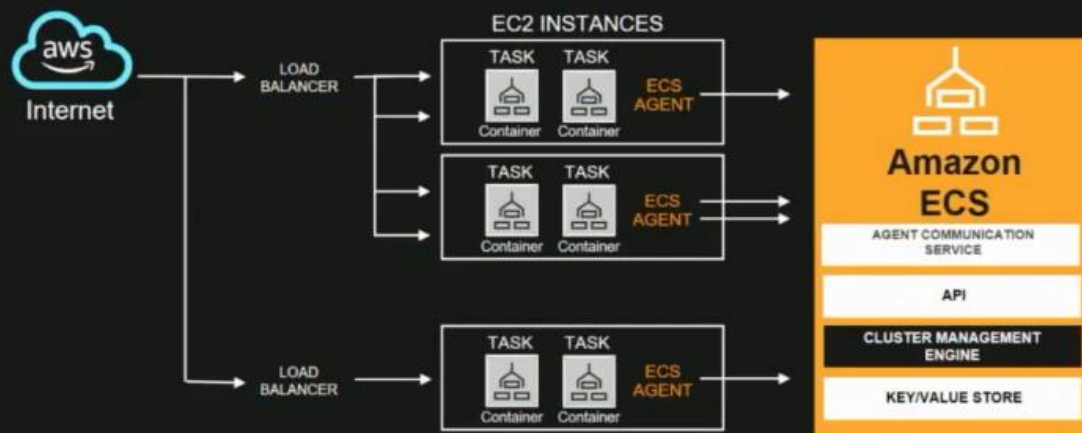 aws
Internet
LOAD
BALANCER
EC2 INSTANCES
TASK TASK
Container Container
ECS
AGENT
TASK TASK
Container Container
ECS
AGENT
LOAD
BALANCER
TASK TASK
Container Container
ECS
AGENT
Amazon
ECS
AGENT COMMUNICATION
SERVICE
API
CLUSTER MANAGEMENT
ENGINE
KEY/VALUE STORE